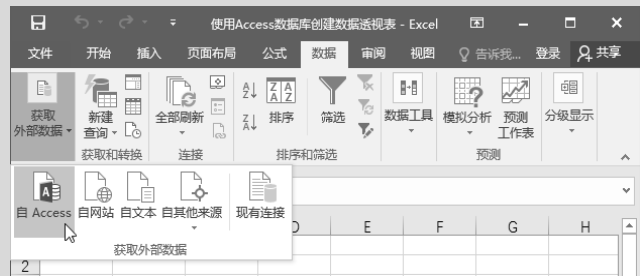 使用Access数据库创建数据透视表 - Excel
文件 开始 插入 页面布局 公式 数据 审阅 视图 告诉我... 登录 共享
获取
外部数据
新建
查询
全部刷新
排序
筛选
数据工具
模拟分析
预测
工作表
分级显示
获取和转换 连接 排序和筛选 预测
自 Access 自网站 自文本 自其他来源 现有连接
获取外部数据
D E F G H
2